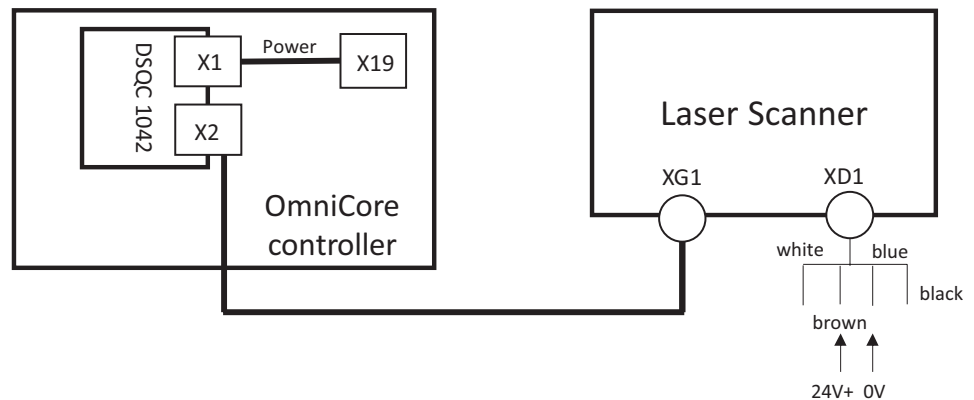 DSQC 1042
X1
Power
X19
X2
OmniCore
controller
Laser Scanner
XG1
XD1
white
blue
black
brown
24V+ 0V